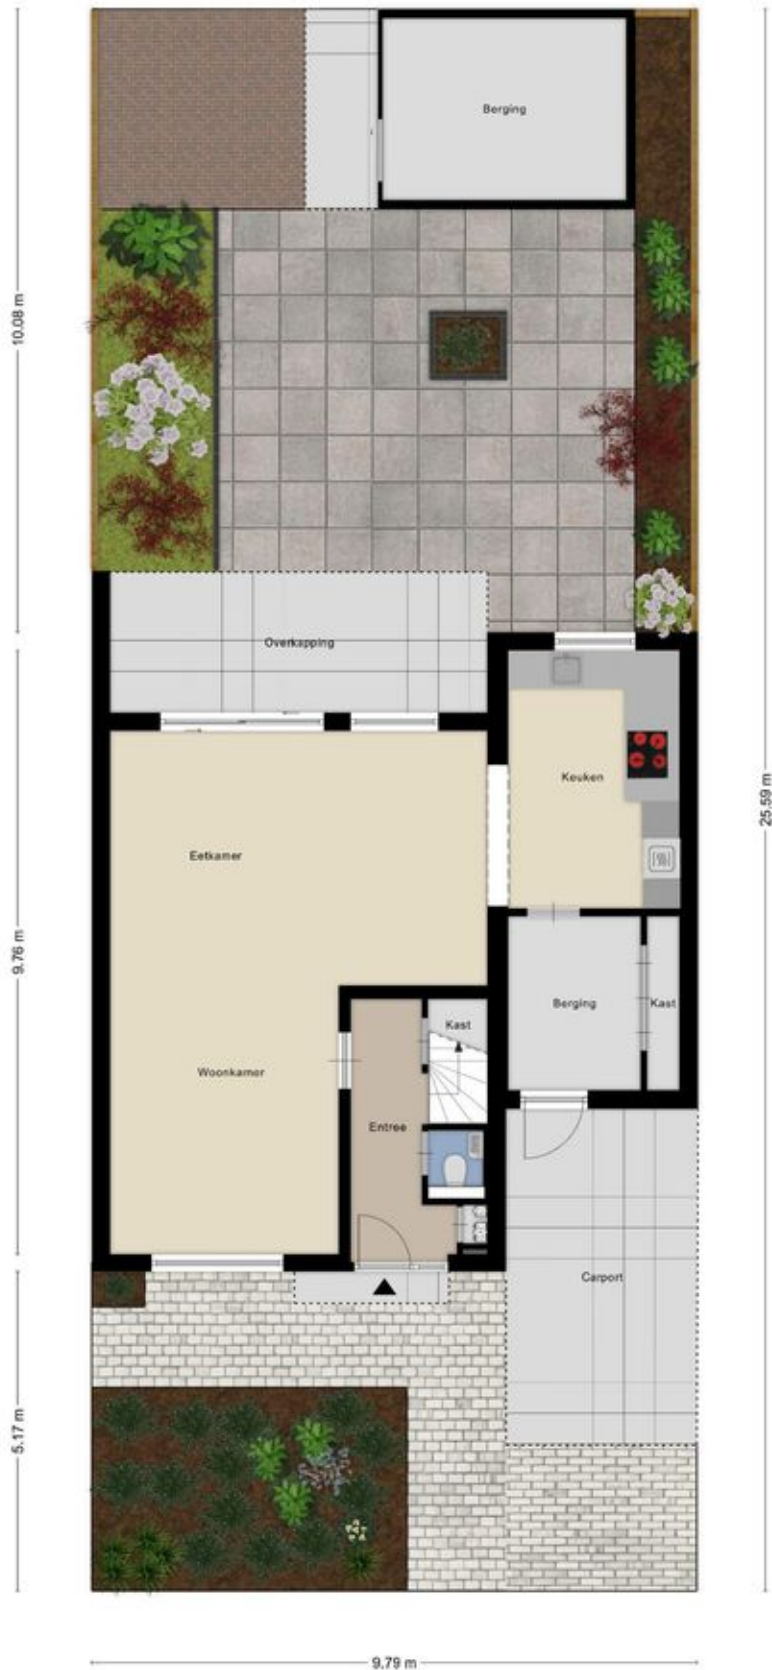 Berging
10.08 m
Overkapping
Keuken
25.59 m
Eetkamer
9.76 m
Berging
Kast
Kast
Woonkamer
Entree
Carport
5.17 m
9.79 m